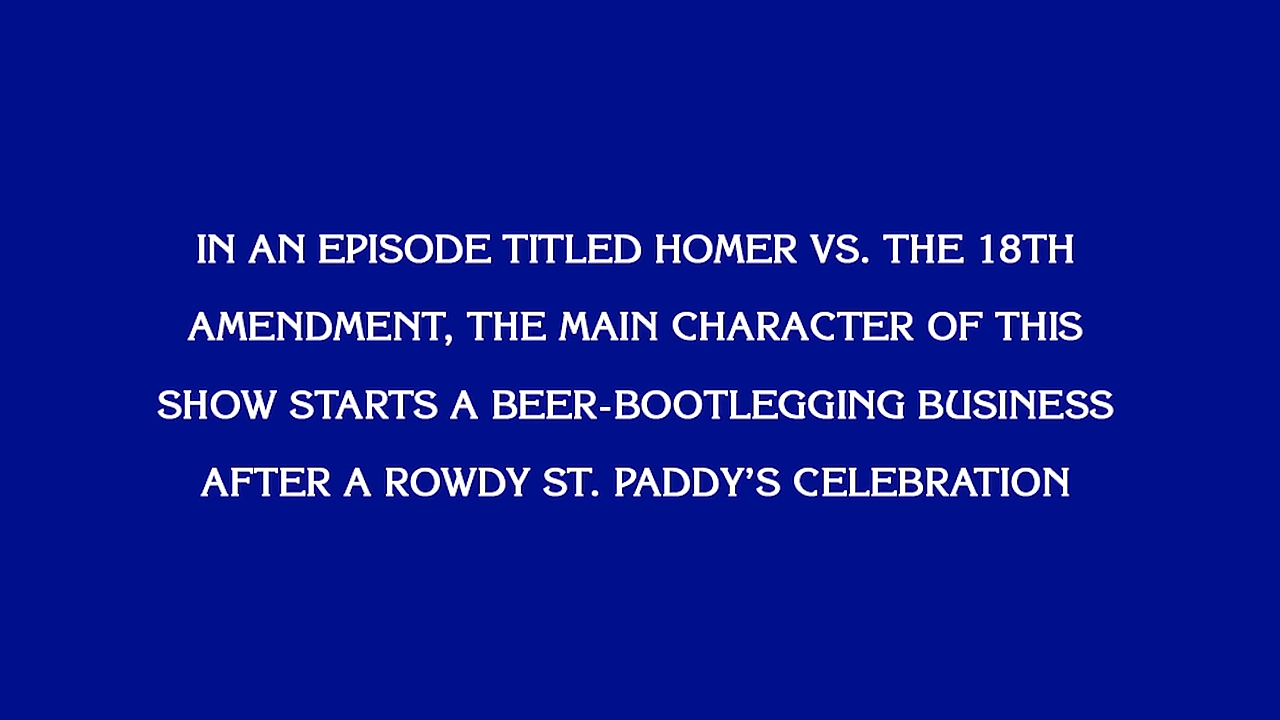 IN AN EPISODE TITLED HOMER VS. THE 18TH
AMENDMENT, THE MAIN CHARACTER OF THIS
SHOW STARTS A BEER-BOOTLEGGING BUSINESS
AFTER A ROWDY ST. PADDY’S CELEBRATION